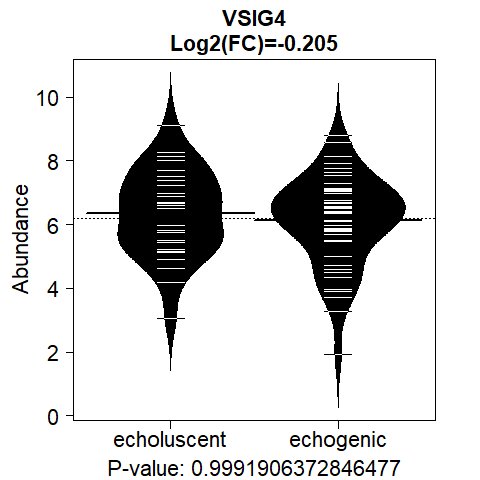 VSIG4
Log2(FC)=-0.205
Abundance
10
8
6
4
2
0
echoluscent echogenic
P-value: 0.9991906372846477